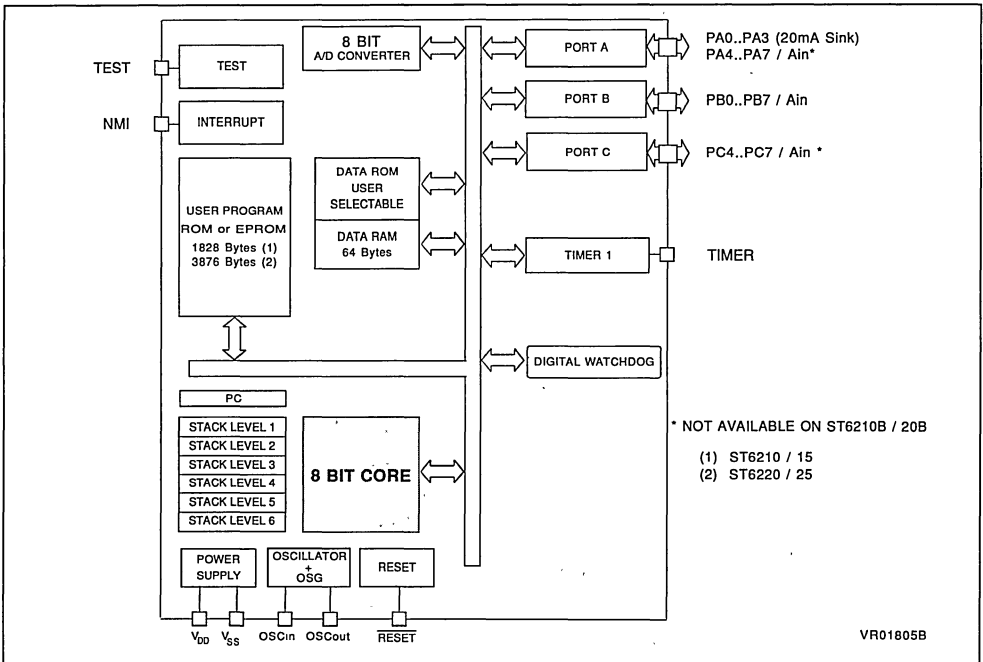 8 BIT
A/D CONVERTER
PORT A
PA0..PA3 (20mA Sink)
PA4..PA7 / Ain*
TEST
TEST
PORT B
PB0..PB7 / Ain
NMI
INTERRUPT
PORT C
PC4..PC7 / Ain *
DATA ROM
USER
SELECTABLE
USER PROGRAM
ROM or EPROM
1828 Bytes (1)
3876 Bytes (2)
DATA RAM
64 Bytes
TIMER 1
TIMER
DIGITAL WATCHDOG
PC
STACK LEVEL 1
STACK LEVEL 2
STACK LEVEL 3
STACK LEVEL 4
STACK LEVEL 5
STACK LEVEL 6
8 BIT CORE
* NOT AVAILABLE ON ST6210B / 20B
(1) ST6210 / 15
(2) ST6220 / 25
POWER
SUPPLY
OSCILLATOR
+
OSG
RESET
VDD
VSS
OSCin
OSCout
RESET
VR01805B